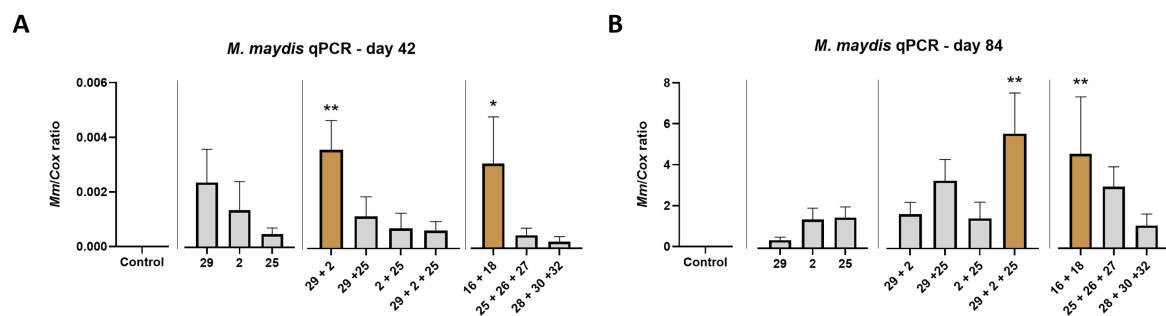 A
M. maydis qPCR - day 42
Mm/Cox ratio
0.006
0.004
0.002
0.000
**
*
Control
29
2
25
29 + 2
29 +25
2 + 25
29 + 2 + 25
16 + 18
25 + 26 + 27
28 + 30 +32
B
M. maydis qPCR - day 84
Mm/Cox ratio
8
6
4
2
0
**
**
Control
29
2
25
29 + 2
29 +25
2 + 25
29 + 2 + 25
16 + 18
25 + 26 + 27
28 + 30 +32